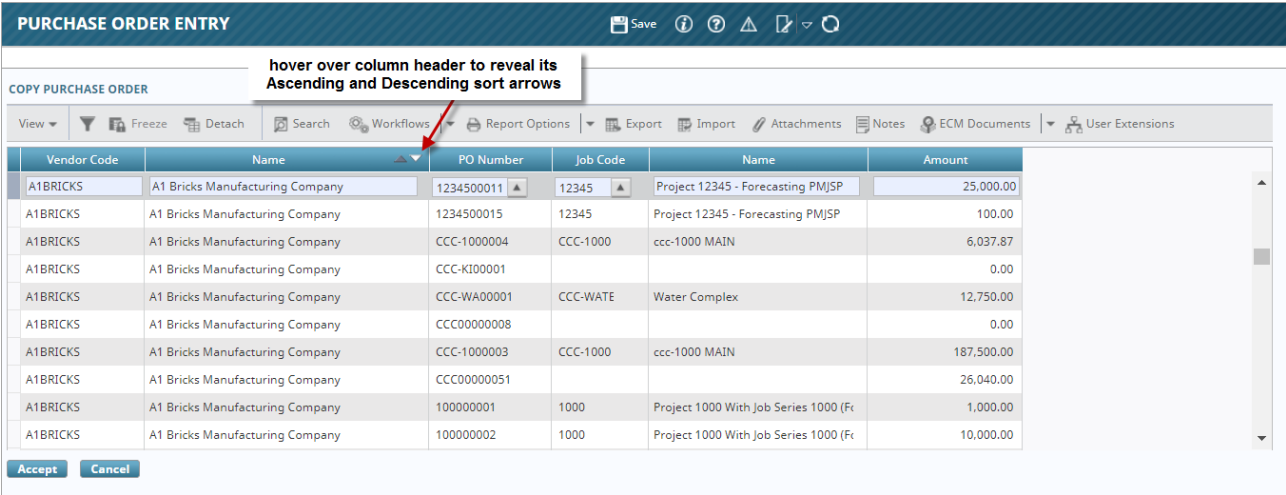 PURCHASE ORDER ENTRY Save
hover over column header to reveal its
Ascending and Descending sort arrows
COPY PURCHASE ORDER
View Freeze Detach Search Workflows Report Options Export Import Attachments Notes ECM Documents User Extensions
Vendor Code Name PO Number Job Code Name Amount
A1BRICKS A1 Bricks Manufacturing Company 1234500011 12345 Project 12345 - Forecasting PMJSP 25,000.00
A1BRICKS A1 Bricks Manufacturing Company 1234500015 12345 Project 12345 - Forecasting PMJSP 100.00
A1BRICKS A1 Bricks Manufacturing Company CCC-1000004 CCC-1000 ccc-1000 MAIN 6,037.87
A1BRICKS A1 Bricks Manufacturing Company CCC-KI00001 0.00
A1BRICKS A1 Bricks Manufacturing Company CCC-WA00001 CCC-WATE Water Complex 12,750.00
A1BRICKS A1 Bricks Manufacturing Company CCC00000008 0.00
A1BRICKS A1 Bricks Manufacturing Company CCC-1000003 CCC-1000 ccc-1000 MAIN 187,500.00
A1BRICKS A1 Bricks Manufacturing Company CCC00000051 26,040.00
A1BRICKS A1 Bricks Manufacturing Company 100000001 1000 Project 1000 With Job Series 1000 (Fo 1,000.00
A1BRICKS A1 Bricks Manufacturing Company 100000002 1000 Project 1000 With Job Series 1000 (Fo 10,000.00
Accept Cancel